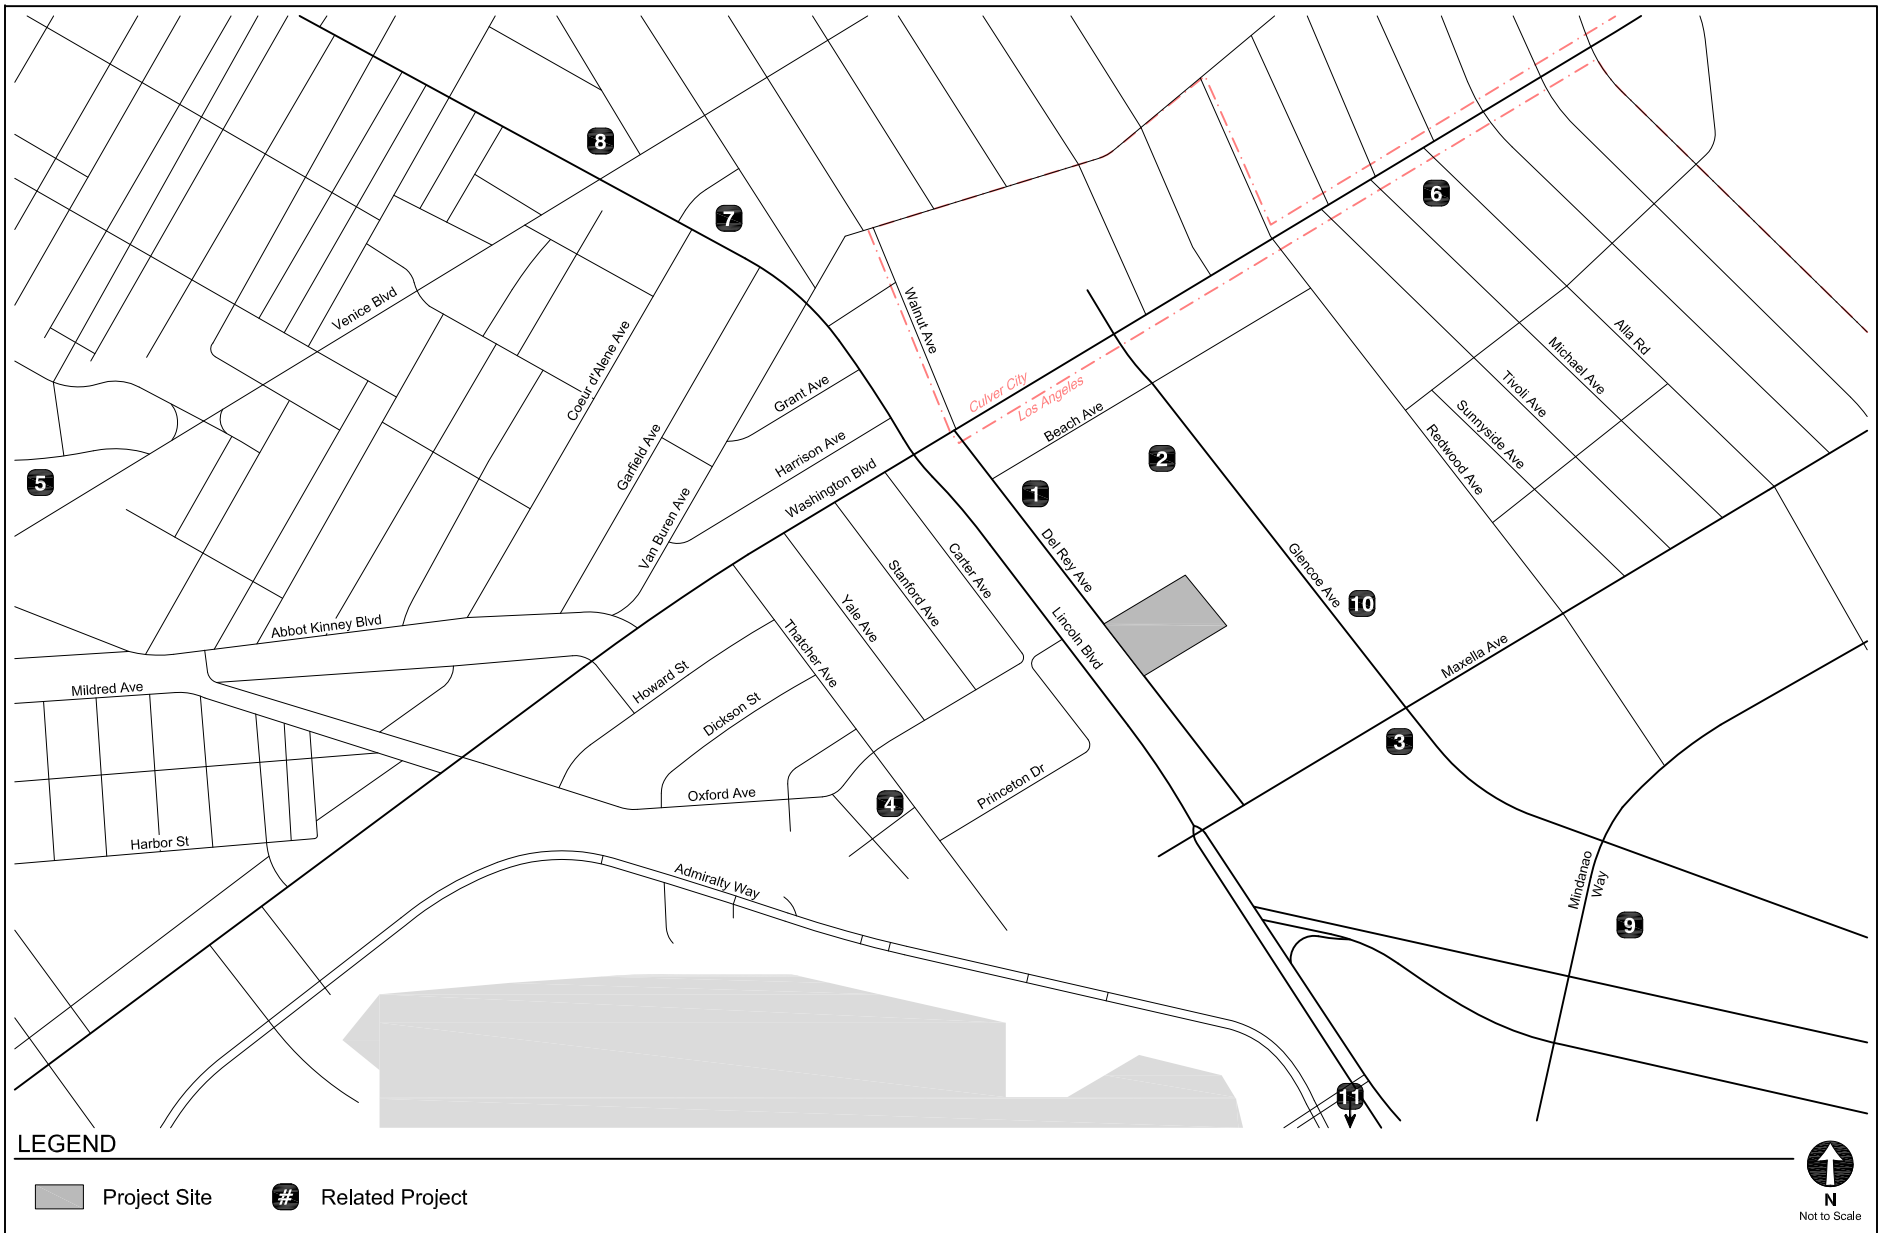 8
7
6
Venice Blvd
Walnut Ave
Coeur d'Alene Ave
Alla Rd
Michael Ave
Tivoli Ave
Sunnyside Ave
Redwood Ave
Grant Ave
Culver City
Los Angeles
Beach Ave
Garfield Ave
Harrison Ave
Washington Blvd
2
5
1
Van Buren Ave
Del Rey Ave
Carter Ave
Stanford Ave
Yale Ave
Glencoe Ave
10
Abbot Kinney Blvd
Thatcher Ave
Lincoln Blvd
Maxella Ave
Howard St
Mildred Ave
Dickson St
3
Oxford Ave
Princeton Dr
4
Harbor St
Admiralty Way
Mindanao
Way
9
11
LEGEND
Project Site
# Related Project
N
Not to Scale